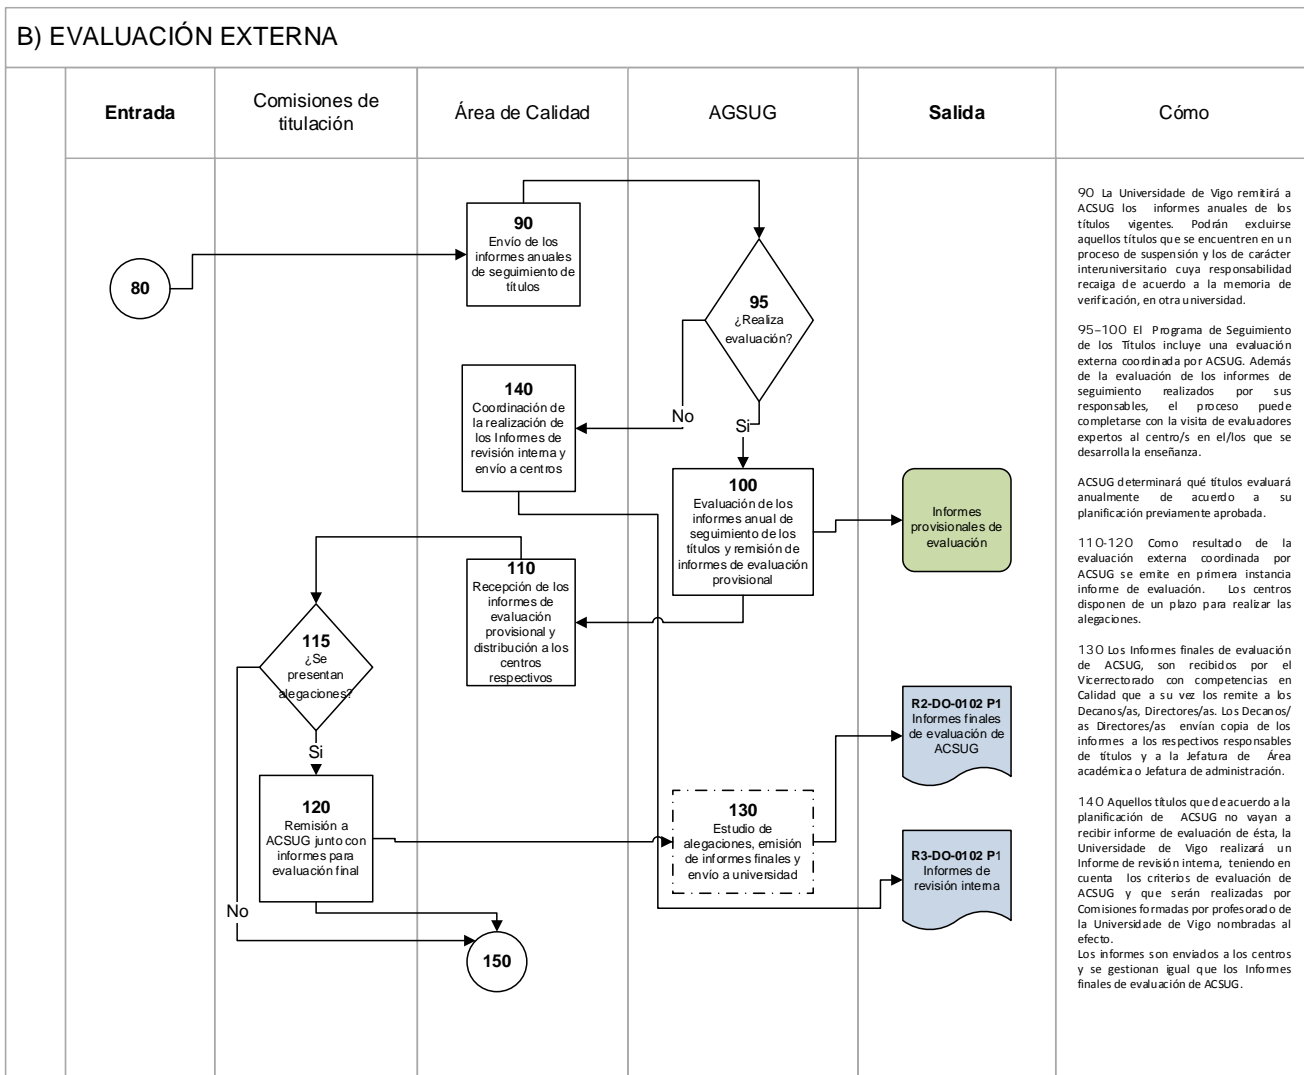 B) EVALUACIÓN EXTERNA
Entrada
Comisiones de
titulación
Área de Calidad
AGSUG
Salida
Cómo
80
90
Envío de los
informes anuales
de seguimiento de
títulos
95
¿Realiza
evaluación?
No
Si
140
Coordinación de
la realización de
los Informes de
revisión interna y
envío a centros
100
Evaluación de los
informes anual de
seguimiento de los
títulos y remisión de
informes de evaluación
provisional
Informes
provisionales de
evaluación
110
Recepción de los
informes de
evaluación
provisional y
distribución a los
centros
respectivos
115
¿Se
presentan
alegaciones?
Si
No
120
Remisión a
ACSUG junto con
informes para
evaluación final
130
Estudio de
alegaciones, emisión
de informes finales y
envío a universidad
R2-DO-0102 P1
Informes finales
de evaluación de
ACSUG
R3-DO-0102 P1
Informes de
revisión interna
150
90 La Universidade de Vigo remitirá a
ACSUG los informes anuales de los
títulos vigentes. Podrán excluirse
aquellos títulos que se encuentren en un
proceso de suspensión y los de carácter
interuniversitario cuya responsabilidad
recaiga de acuerdo a la memoria de
verificación, en otra universidad.
95–100 El Programa de Seguimiento
de los Títulos incluye una evaluación
externa coordinada por ACSUG. Además
de la evaluación de los informes de
seguimiento realizados por sus
responsables, el proceso puede
completarse con la visita de evaluadores
expertos al centro/s en el/los que se
desarrolla la enseñanza.
ACSUG determinará qué títulos evaluará
anualmente de acuerdo a su
planificación previamente aprobada.
110-120 Como resultado de la
evaluación externa coordinada por
ACSUG se emite en primera instancia
informe de evaluación. Los centros
disponen de un plazo para realizar las
alegaciones.
130 Los Informes finales de evaluación
de ACSUG, son recibidos por el
Vicerrectorado con competencias en
Calidad que a su vez los remite a los
Decanos/as, Directores/as. Los Decanos/
as Directores/as envían copia de los
informes a los respectivos responsables
de títulos y a la Jefatura de Área
académica o Jefatura de administración.
140 Aquellos títulos que de acuerdo a la
planificación de ACSUG no vayan a
recibir informe de evaluación de ésta, la
Universidade de Vigo realizará un
Informe de revisión interna, teniendo en
cuenta los criterios de evaluación de
ACSUG y que serán realizadas por
Comisiones formadas por profesorado de
la Universidade de Vigo nombradas al
efecto.
Los informes son enviados a los centros
y se gestionan igual que los Informes
finales de evaluación de ACSUG.